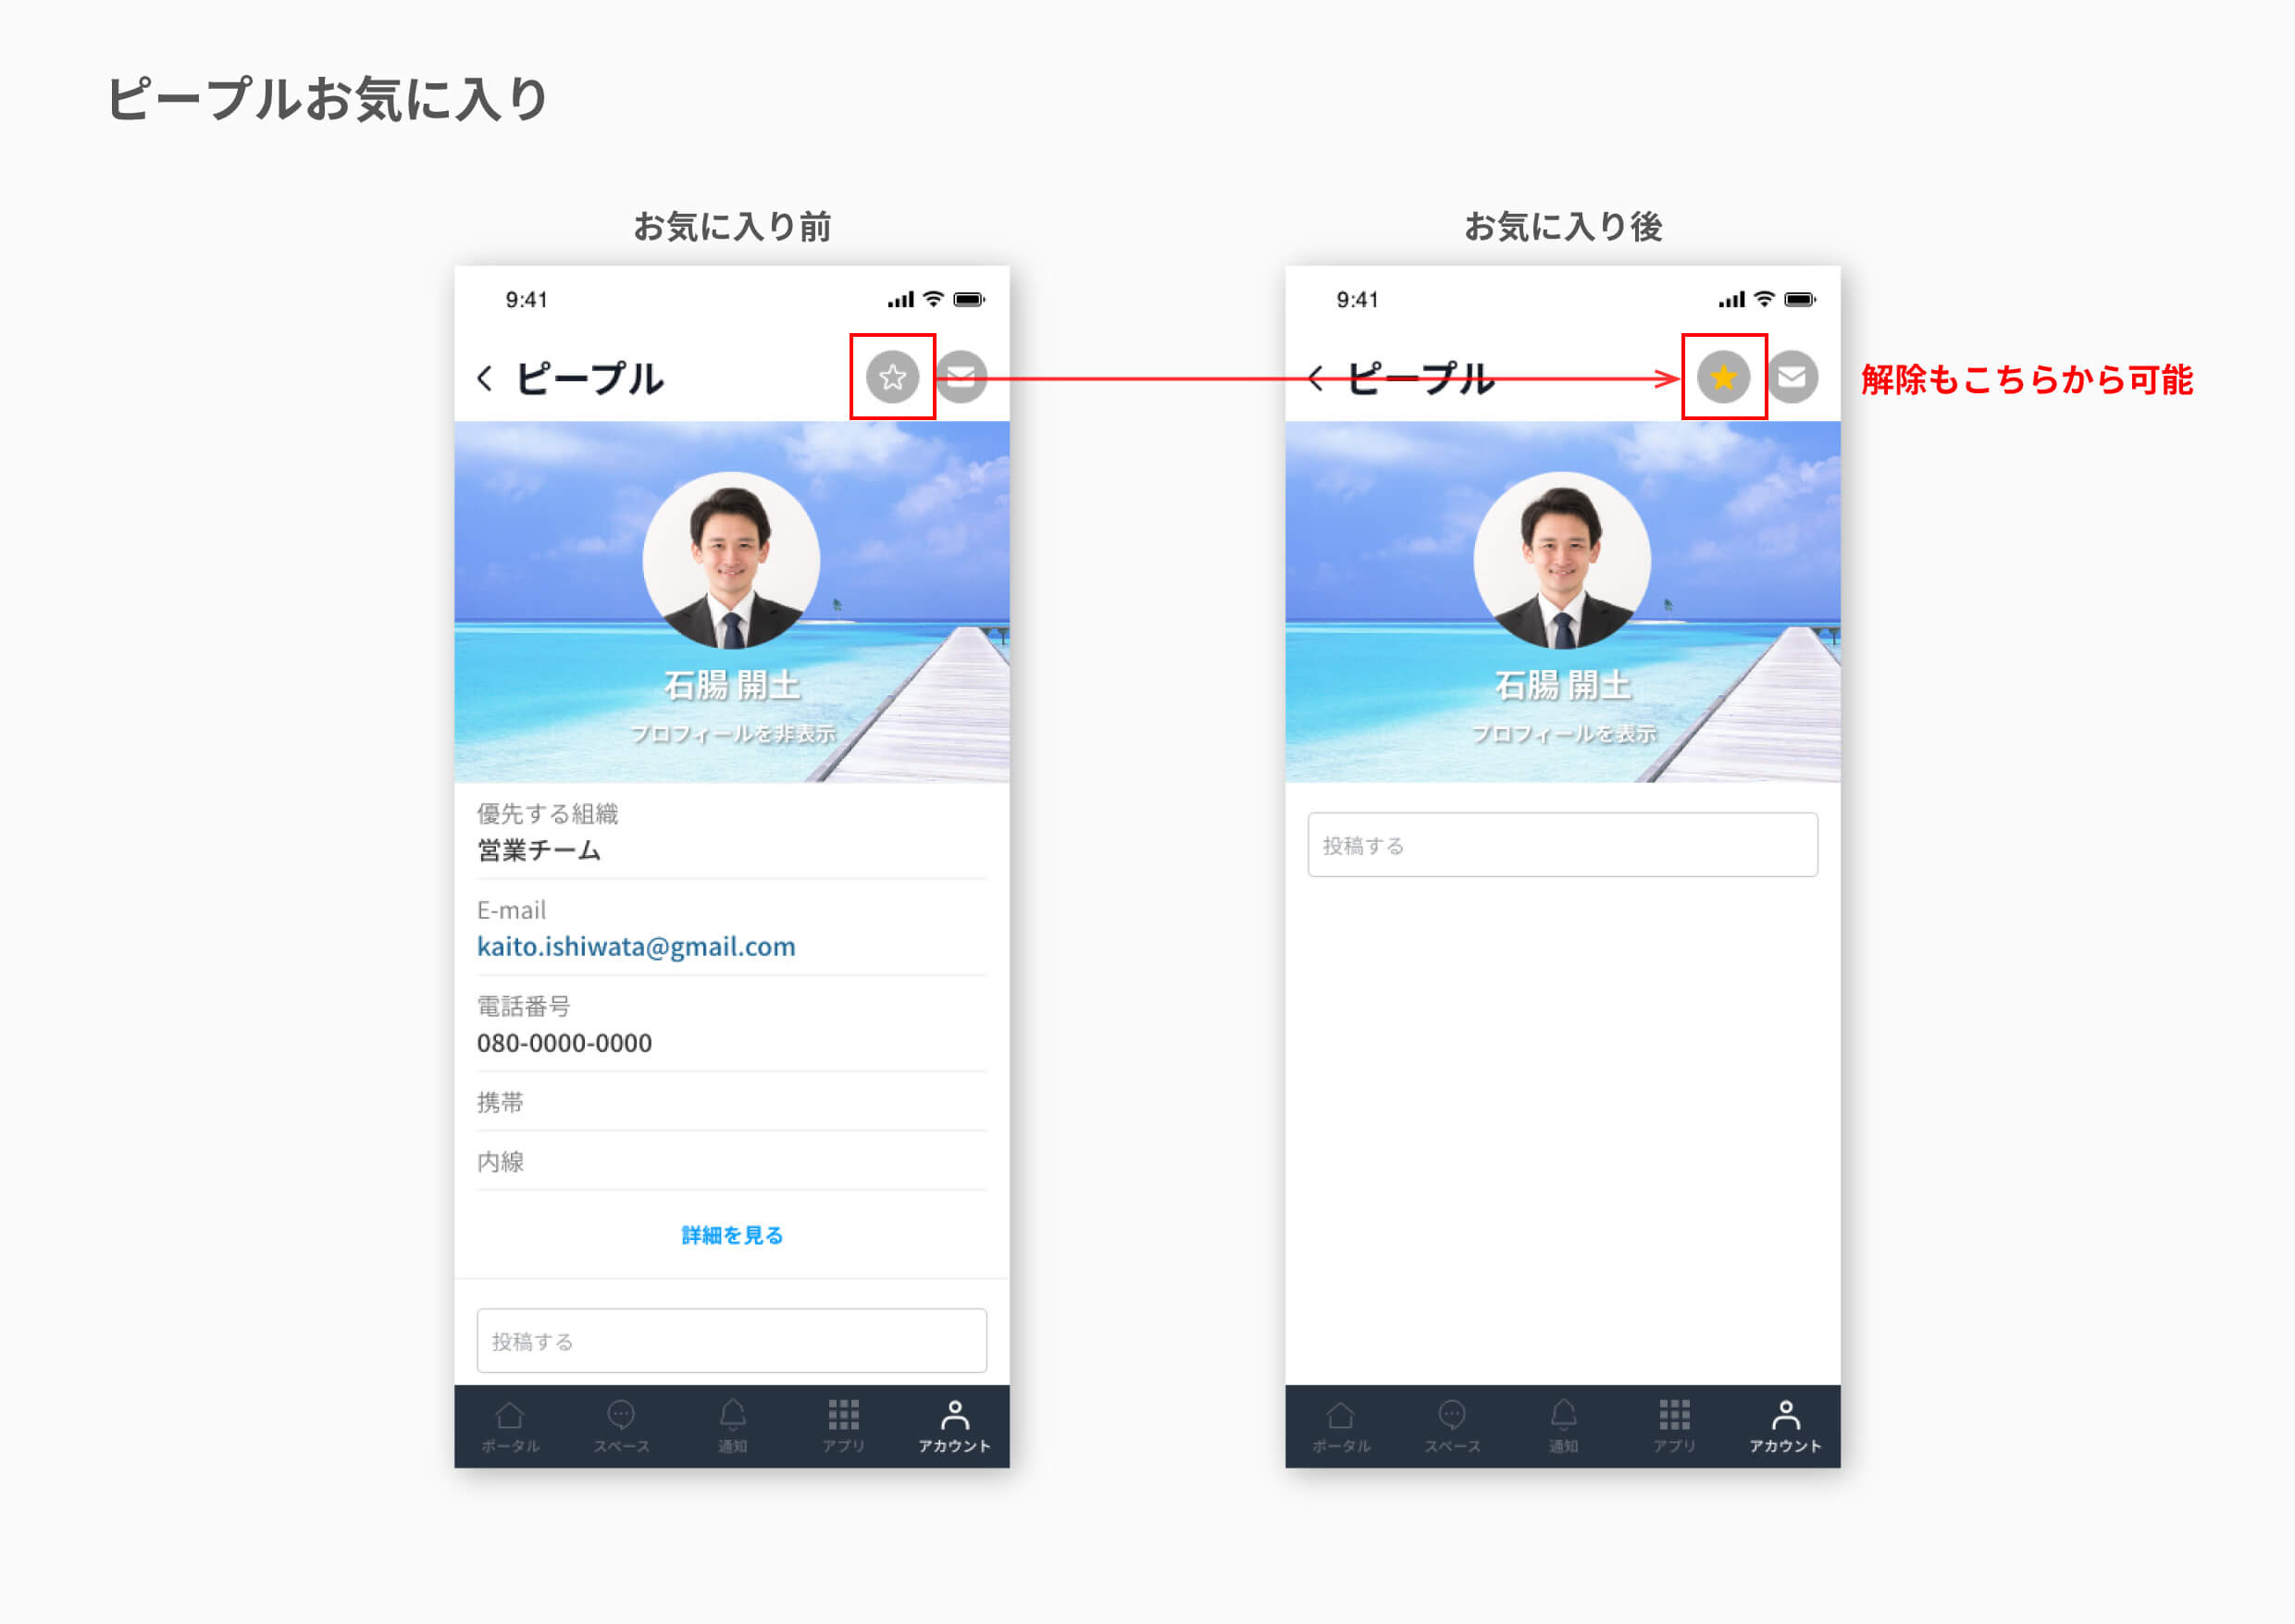 ピープルお気に入り
お気に入り前
9:41
ピープル
石腸 開土
プロフィールを非表示
優先する組織
営業チーム
E-mail
kaito.ishiwata@gmail.com
電話番号
080-0000-0000
携帯
内線
詳細を見る
投稿する
ポータル
スペース
通知
アプリ
アカウント
お気に入り後
9:41
ピープル
解除もこちらから可能
石腸 開土
プロフィールを表示
投稿する
ポータル
スペース
通知
アプリ
アカウント